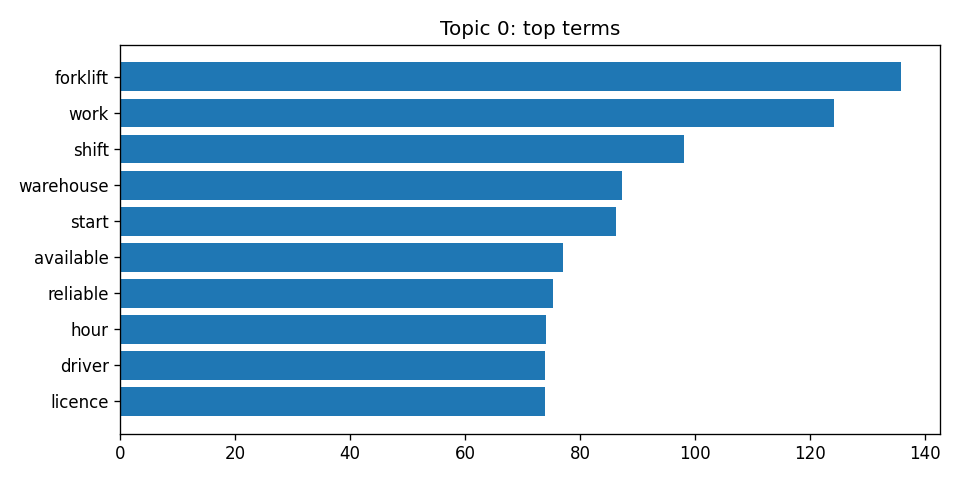 Topic 0: top terms
forklift
work
shift
warehouse
start
available
reliable
hour
driver
licence
0 20 40 60 80 100 120 140